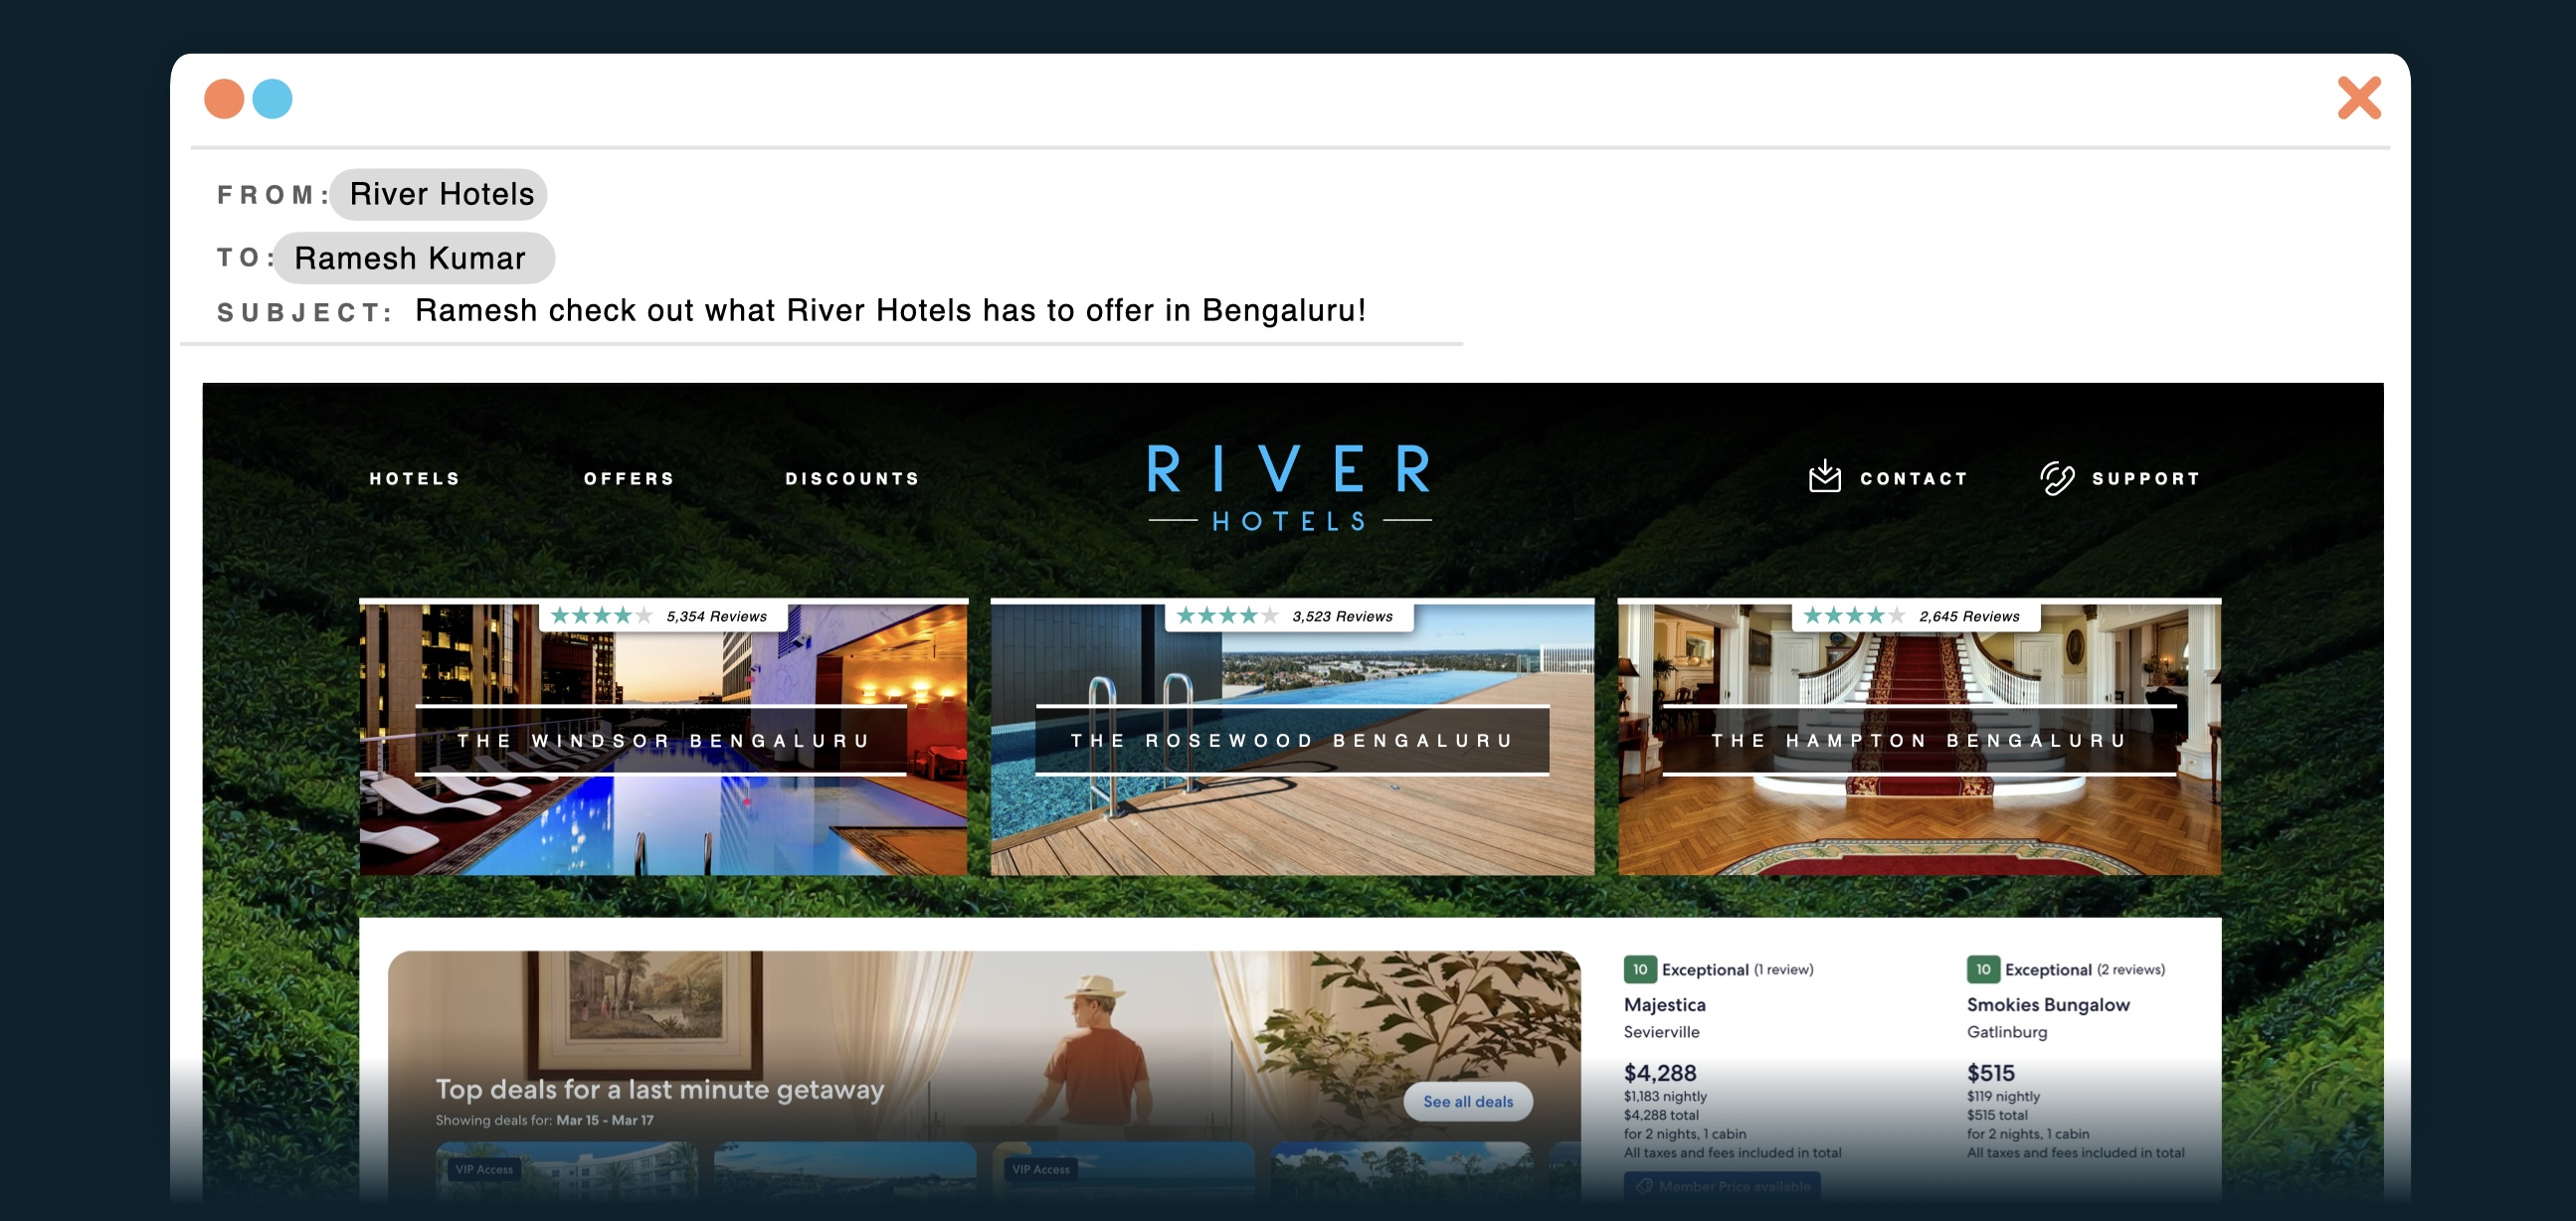 FROM: River Hotels
TO: Ramesh Kumar
SUBJECT: Ramesh check out what River Hotels has to offer in Bengaluru!
HOTELS OFFERS DISCOUNTS
RIVER
HOTELS
CONTACT SUPPORT
5,354 Reviews
THE WINDSOR BENGALURU
3,523 Reviews
THE ROSEWOOD BENGALURU
2,645 Reviews
THE HAMPTON BENGALURU
Top deals for a last minute getaway
Showing deals for: Mar 15 - Mar 17
See all deals
VIP Access
VIP Access
10 Exceptional (1 review)
Majestica
Sevierville
$4,288
$1,183 nightly
$4,288 total
for 2 nights, 1 cabin
All taxes and fees included in total
Member Price available
10 Exceptional (2 reviews)
Smokies Bungalow
Gatlinburg
$515
$119 nightly
$515 total
for 2 nights, 1 cabin
All taxes and fees included in total